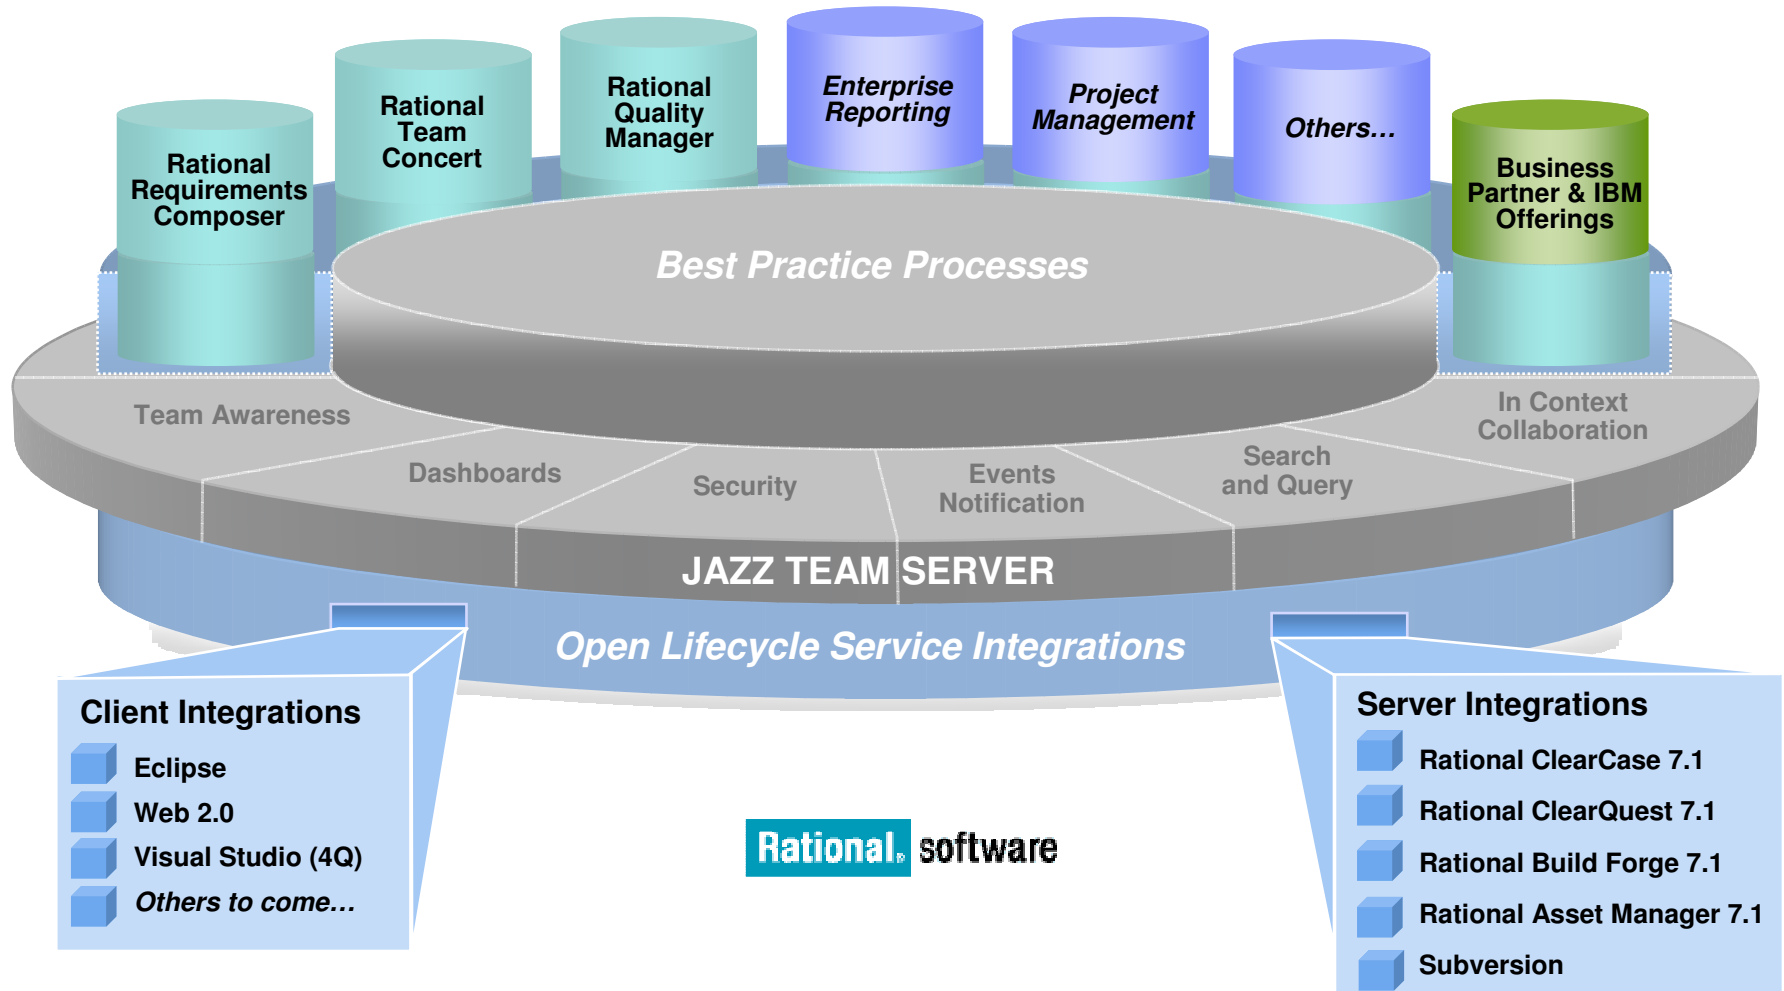 Rational
Requirements
Composer
Rational
Team
Concert
Rational
Quality
Manager
Enterprise
Reporting
Project
Management
Others…
Business
Partner & IBM
Offerings
Best Practice Processes
Team Awareness
Dashboards
Security
Events
Notification
Search
and Query
In Context
Collaboration
JAZZ TEAM SERVER
Open Lifecycle Service Integrations
Client Integrations
Eclipse
Web 2.0
Visual Studio (4Q)
Others to come…
Rational® software
Server Integrations
Rational ClearCase 7.1
Rational ClearQuest 7.1
Rational Build Forge 7.1
Rational Asset Manager 7.1
Subversion